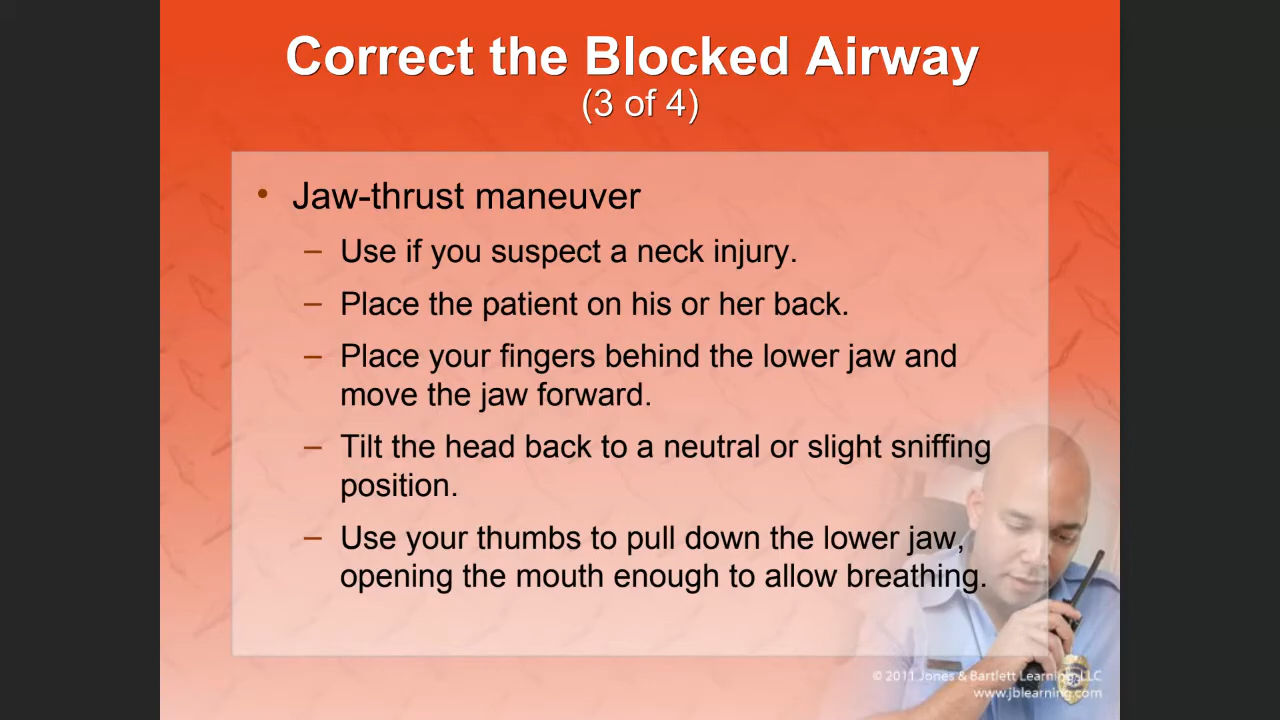 Correct the Blocked Airway
(3 of 4)
• Jaw-thrust maneuver
– Use if you suspect a neck injury.
– Place the patient on his or her back.
– Place your fingers behind the lower jaw and
move the jaw forward.
– Tilt the head back to a neutral or slight sniffing
position.
– Use your thumbs to pull down the lower jaw,
opening the mouth enough to allow breathing.
© 2011 Jones & Bartlett Learning, LLC
www.jblearning.com